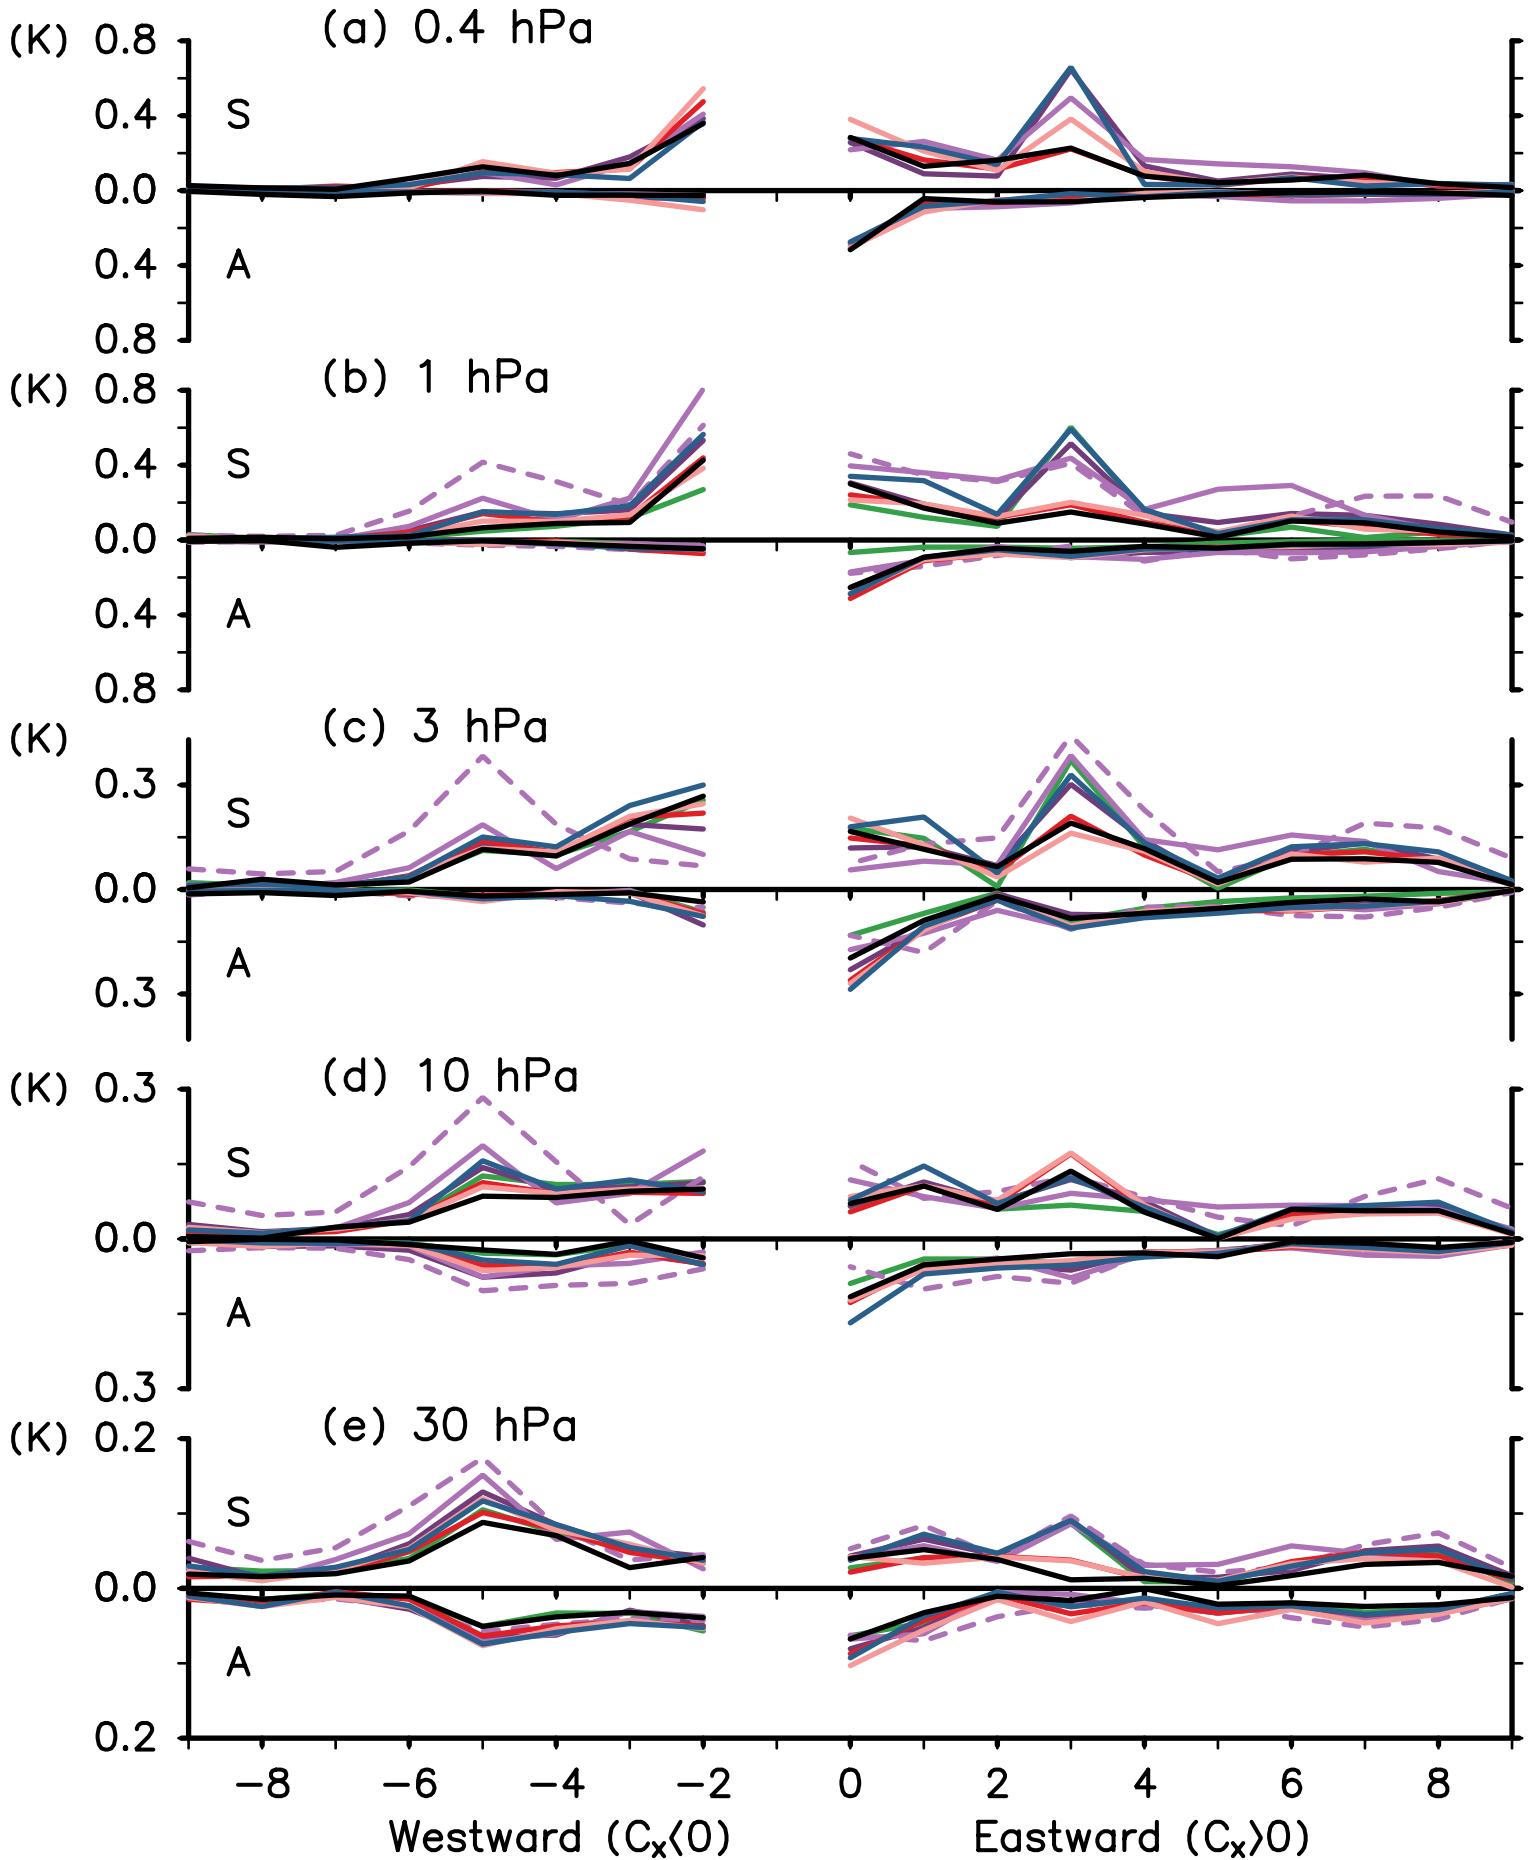 (a) 0.4 hPa
(K) 0.8
S
0.4
0.0
A
0.4
0.8
(b) 1 hPa
(K) 0.8
S
0.4
0.0
A
0.4
0.8
(c) 3 hPa
(K)
0.3
S
0.0
A
0.3
(d) 10 hPa
(K) 0.3
S
0.0
A
0.3
(e) 30 hPa
(K) 0.2
S
0.0
A
0.2
−8 −6 −4 −2 0 2 4 6 8
Westward (Cx<0) Eastward (Cx>0)